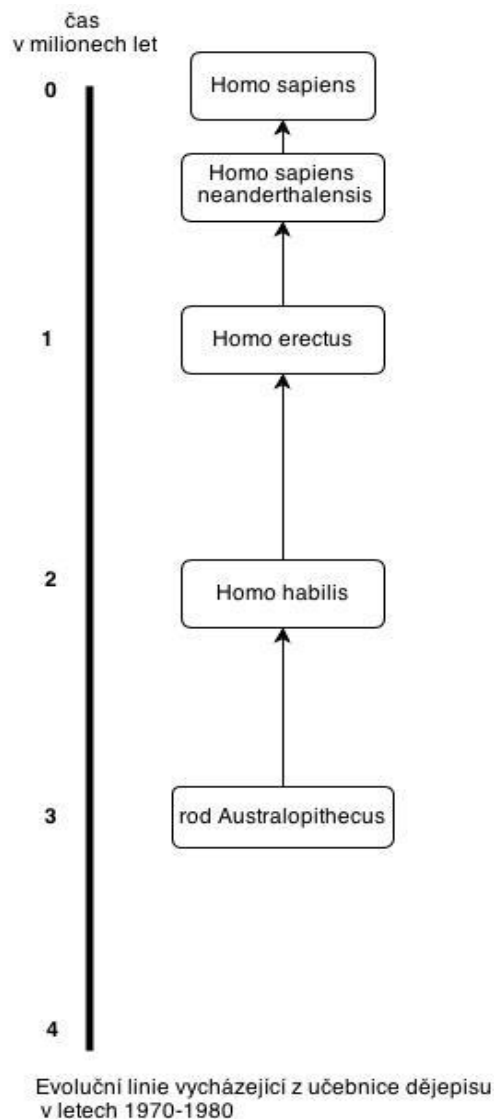 čas
v milionech let
0
Homo sapiens
Homo sapiens
neanderthalensis
1
Homo erectus
2
Homo habilis
3
rod Australopithecus
4
Evoluční linie vycházející z učebnice dějepisu
v letech 1970-1980